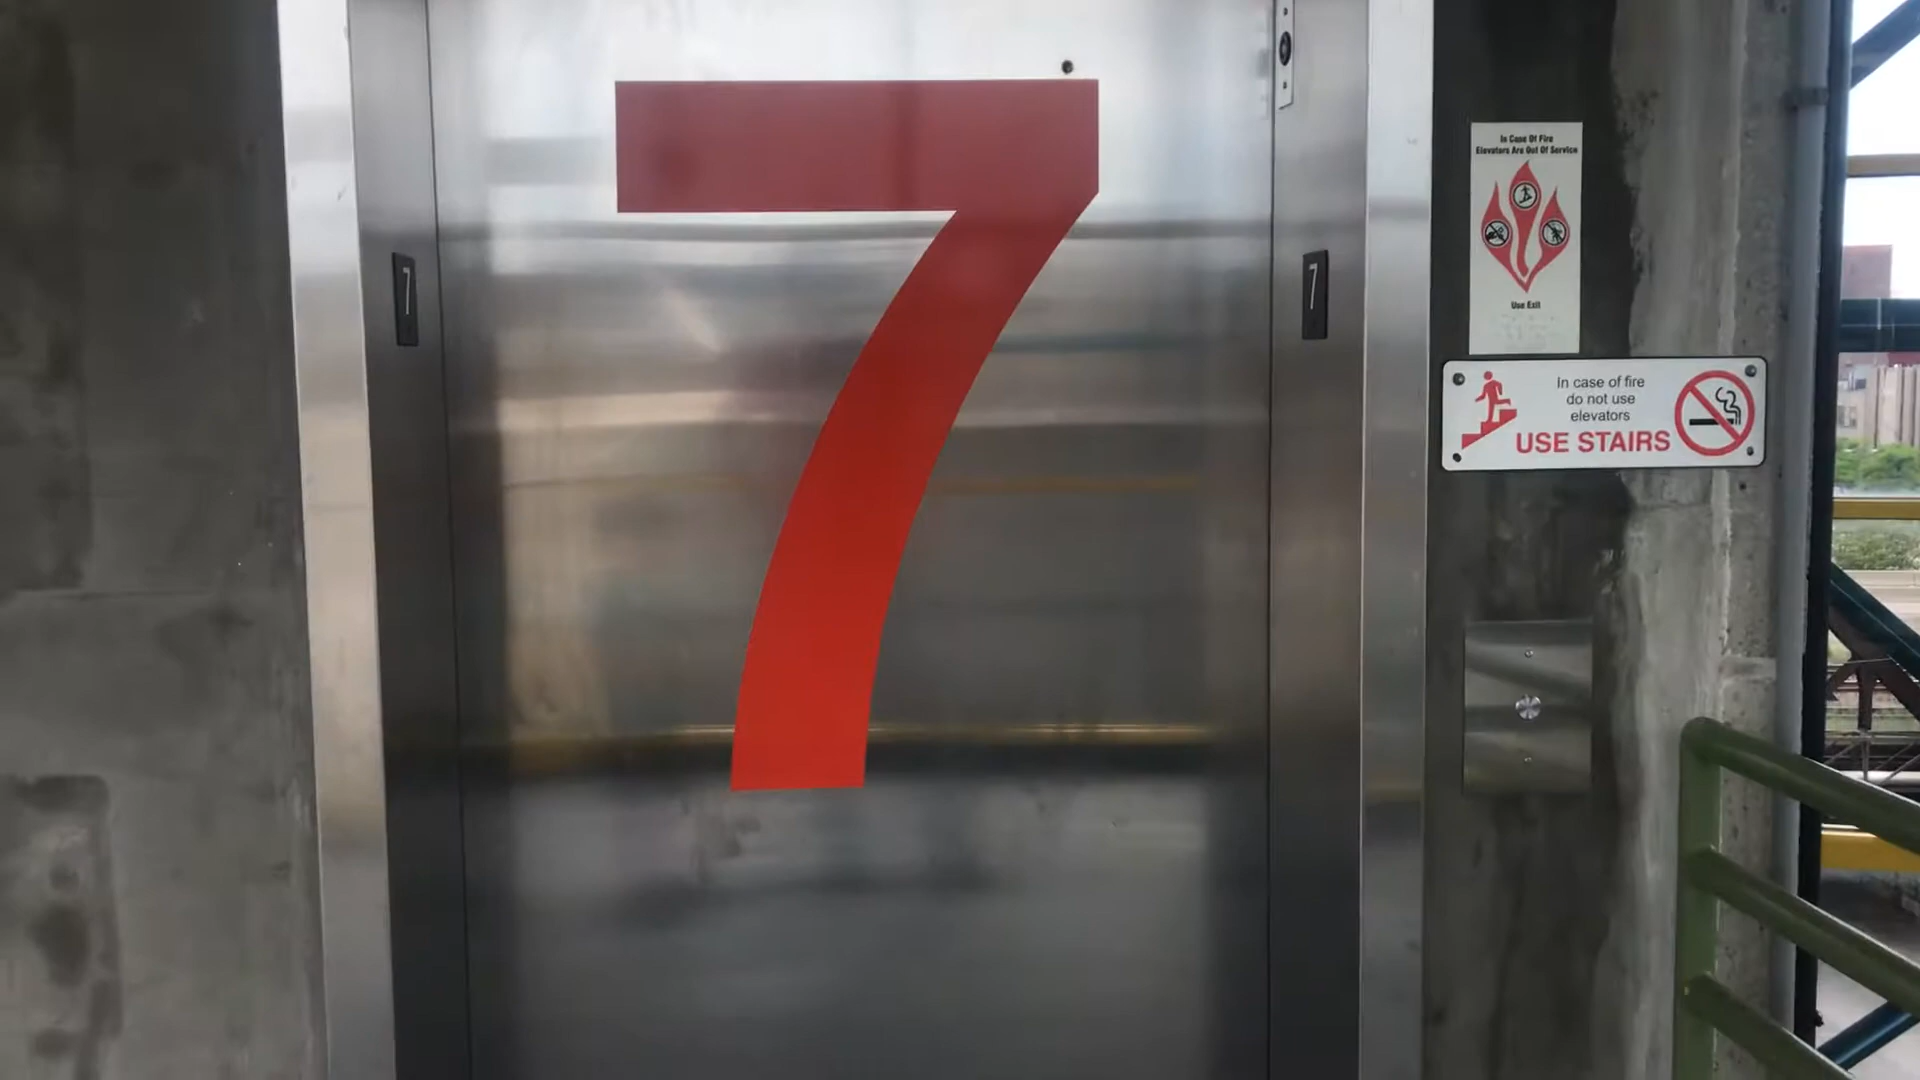 7
7
7
In Case Of Fire
Elevators Are Out Of Service
Use Exit
In case of fire
do not use
elevators
USE STAIRS